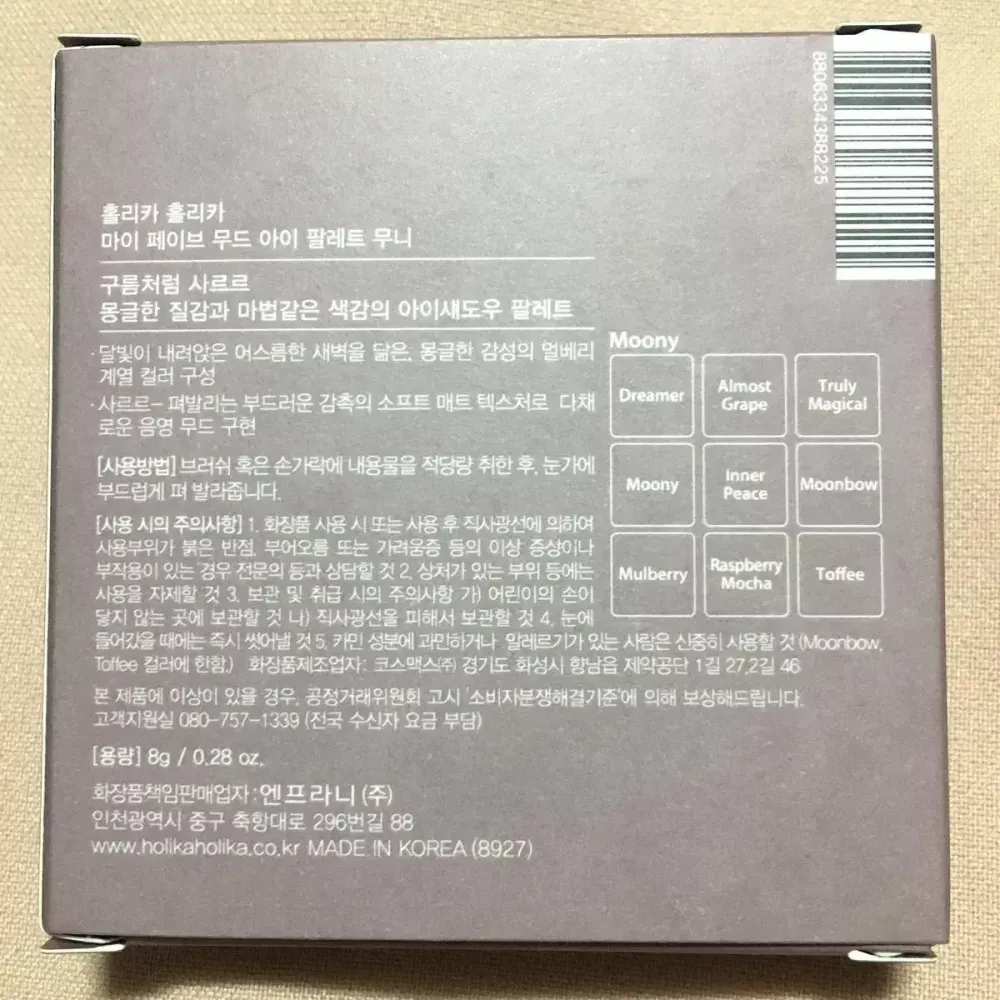 8806334388225
홀리카 홀리카
마이 페이브 무드 아이 팔레트 무니
구름처럼 사르르
몽글한 질감과 마법같은 색감의 아이섀도우 팔레트
· 달빛이 내려앉은 어스름한 새벽을 닮은, 몽글한 감성의 멀베리
계열 컬러 구성
· 사르르- 펴발리는 부드러운 감촉의 소프트 매트 텍스처로 다채
로운 음영 무드 구현
[사용방법] 브러쉬 혹은 손가락에 내용물을 적당량 취한 후, 눈가에
부드럽게 펴 발라줍니다.
[사용 시의 주의사항] 1. 화장품 사용 시 또는 사용 후 직사광선에 의하여
사용부위가 붉은 반점, 부어오름 또는 가려움증 등의 이상 증상이나
부작용이 있는 경우 전문의 등과 상담할 것 2. 상처가 있는 부위 등에는
사용을 자제할 것 3. 보관 및 취급 시의 주의사항 가) 어린이의 손이
닿지 않는 곳에 보관할 것 나) 직사광선을 피해서 보관할 것 4. 눈에
들어갔을 때에는 즉시 씻어낼 것 5. 카민 성분에 과민하거나 알레르기가 있는 사람은 신중히 사용할 것 (Moonbow,
Toffee 컬러에 한함.) 화장품제조업자: 코스맥스(주) 경기도 화성시 향남읍 제약공단 1길 27,2길 46
본 제품에 이상이 있을 경우, 공정거래위원회 고시 '소비자분쟁해결기준'에 의해 보상해드립니다.
고객지원실 080-757-1339 (전국 수신자 요금 부담)
[용량] 8g / 0.28 oz.
화장품책임판매업자 : 엔프라니 (주)
인천광역시 중구 축항대로 296번길 88
www.holikaholika.co.kr MADE IN KOREA (8927)
Moony
Dreamer
Almost
Grape
Truly
Magical
Moony
Inner
Peace
Moonbow
Mulberry
Raspberry
Mocha
Toffee